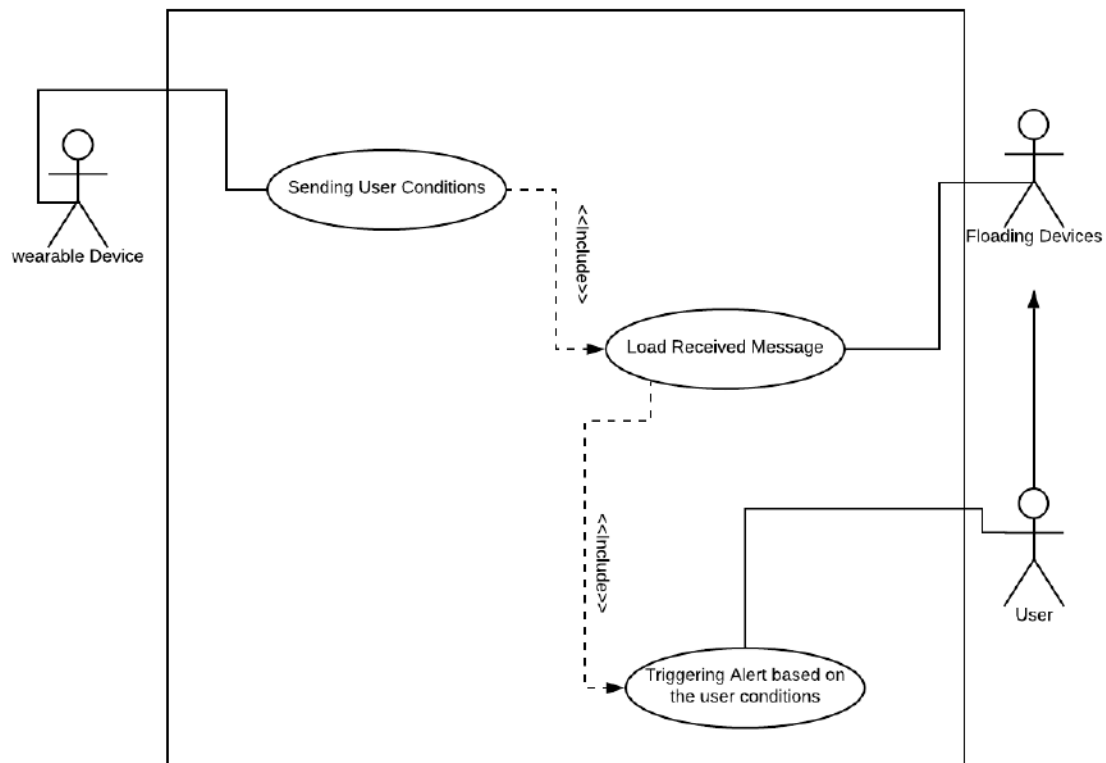 Sending User Conditions
wearable Device
<<Include>>
Floading Devices
Load Received Message
<<Include>>
User
Triggering Alert based on
the user conditions